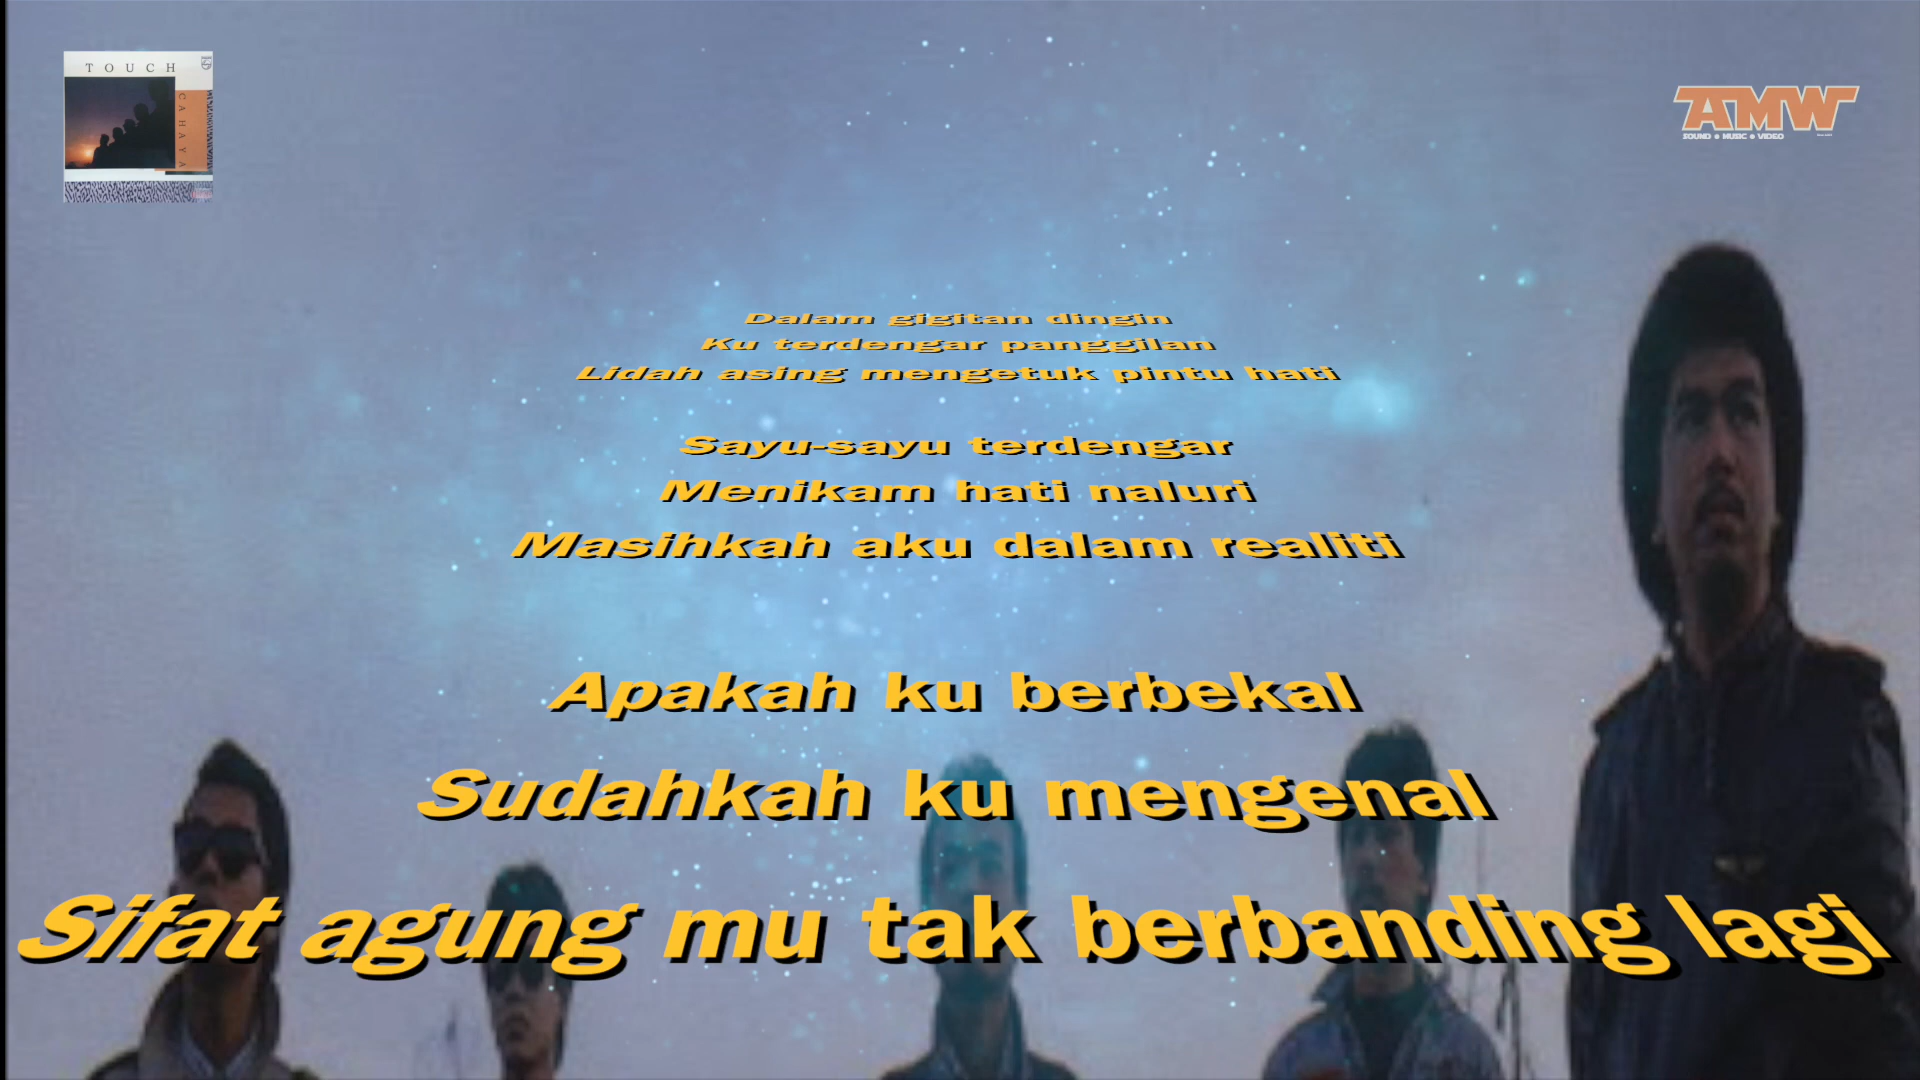 TOUCH
CAHAYA
AMW
SOUND • MUSIC • VIDEO
Dalam gigitan dingin
Ku terdengar panggilan
Lidah asing mengetuk pintu hati
Sayu-sayu terdengar
Menikam hati naluri
Masihkah aku dalam realiti
Apakah ku berbekal
Sudahkah ku mengenal
Sifat agung mu tak berbanding lagi